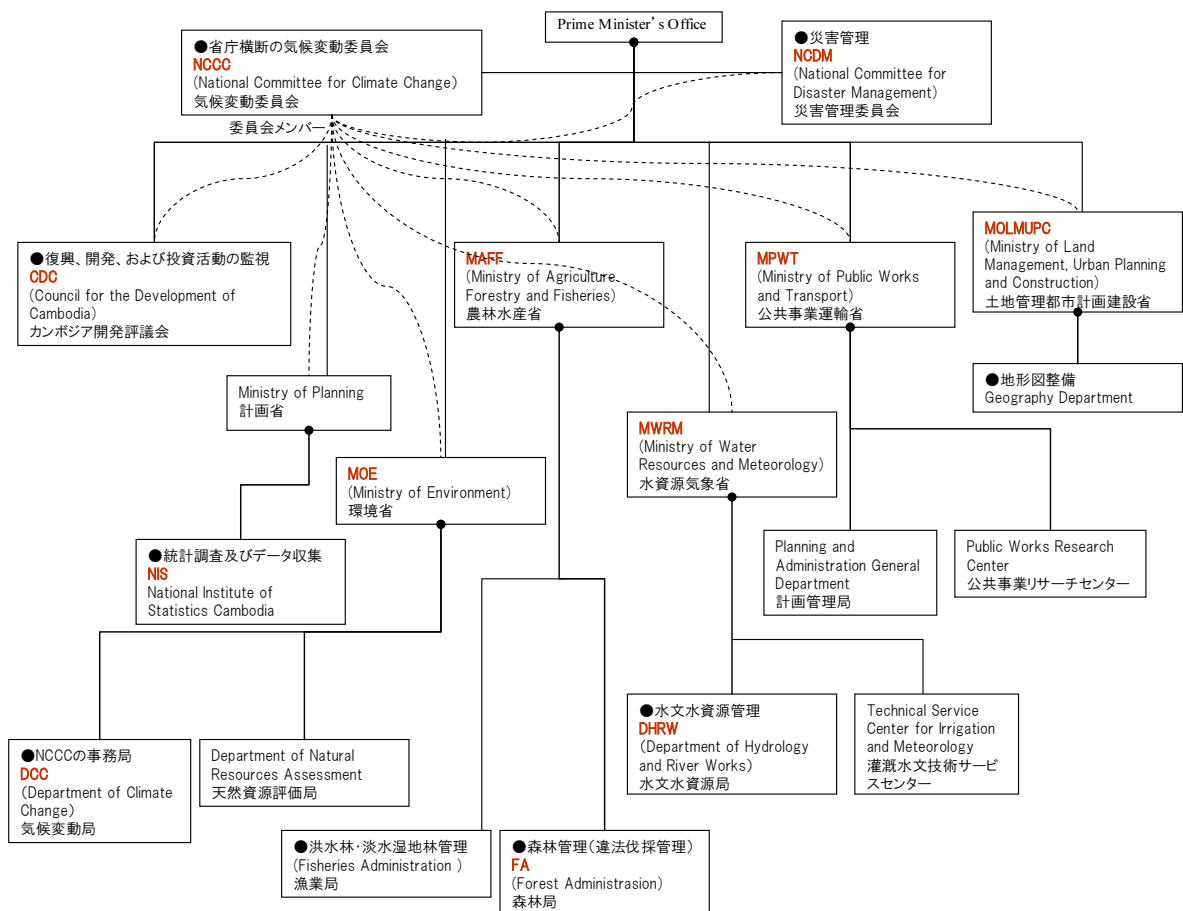 Prime Minister's Office
●省庁横断の気候変動委員会
NCCC
(National Committee for Climate Change)
気候変動委員会
●災害管理
NCDM
(National Committee for
Disaster Management)
災害管理委員会
委員会メンバー
●復興、開発、および投資活動の監視
CDC
(Council for the Development of
Cambodia)
カンボジア開発評議会
MAFF
(Ministry of Agriculture,
Forestry and Fisheries)
農林水産省
MPWT
(Ministry of Public Works
and Transport)
公共事業運輸省
MOLMUPC
(Ministry of Land
Management, Urban Planning
and Construction)
土地管理都市計画建設省
Ministry of Planning
計画省
●地形図整備
Geography Department
MOE
(Ministry of Environment)
環境省
MWRM
(Ministry of Water
Resources and Meteorology)
水資源気象省
●統計調査及びデータ収集
NIS
National Institute of
Statistics Cambodia
Planning and
Administration General
Department
計画管理局
Public Works Research
Center
公共事業リサーチセンター
●NCCCの事務局
DCC
(Department of Climate
Change)
気候変動局
Department of Natural
Resources Assessment
天然資源評価局
●水文水資源管理
DHRW
(Department of Hydrology
and River Works)
水文水資源局
Technical Service
Center for Irrigation
and Meteorology
灌漑水文技術サービ
スセンター
●洪水林・淡水湿地林管理
(Fisheries Administration )
漁業局
●森林管理(違法伐採管理)
FA
(Forest Administrasion)
森林局